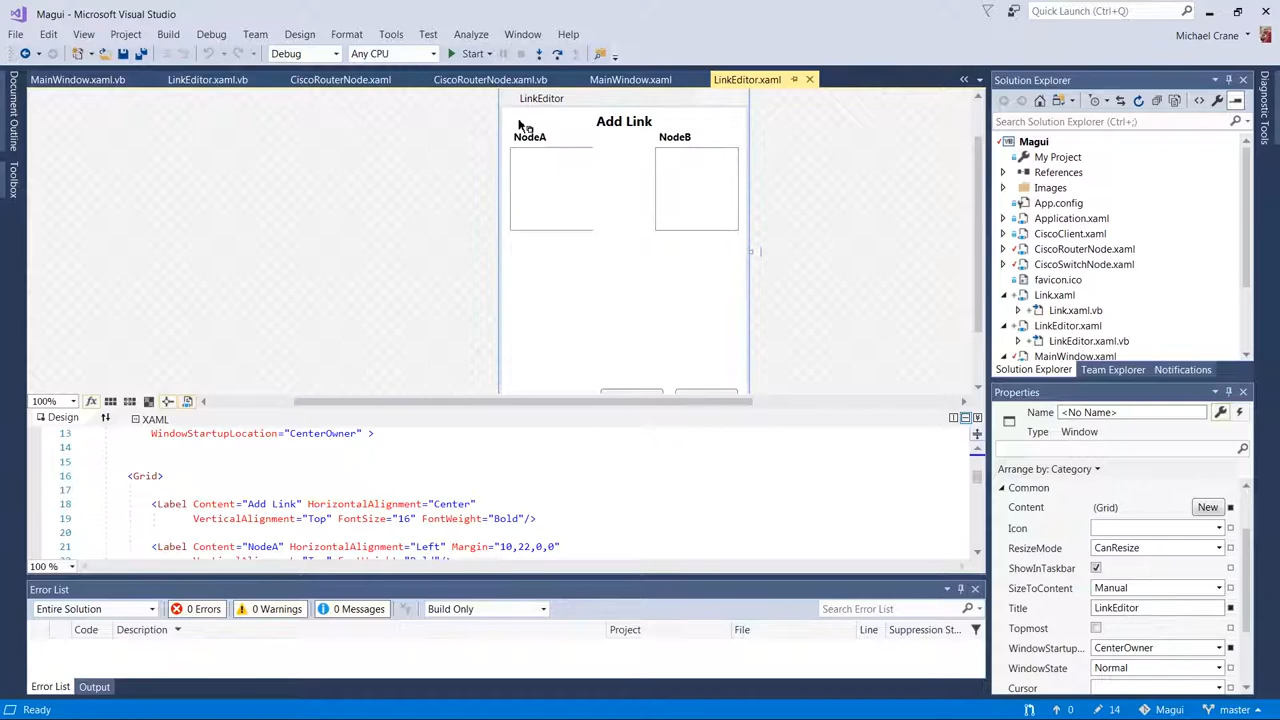 Magui - Microsoft Visual Studio
Quick Launch (Ctrl+;)
File Edit View Project Build Debug Team Design Format Tools Test Analyze Window Help
Michael Crane
Debug Any CPU Start
Document Outline
Toolbox
MainWindow.xaml.vb LinkEditor.xaml.vb CiscoRouterNode.xaml CiscoRouterNode.xaml.vb MainWindow.xaml LinkEditor.xaml
LinkEditor
Add Link
NodeA NodeB
100%
Design XAML
13 WindowStartupLocation="CenterOwner" >
14
15
16 <Grid>
17
18 <Label Content="Add Link" HorizontalAlignment="Center"
19 VerticalAlignment="Top" FontSize="16" FontWeight="Bold"/>
20
21 <Label Content="NodeA" HorizontalAlignment="Left" Margin="10,22,0,0"
100 %
Error List
Entire Solution 0 Errors 0 Warnings 0 Messages Build Only Search Error List
Code Description Project File Line Suppression St...
Error List Output
Solution Explorer
Search Solution Explorer (Ctrl+;)
VB Magui
My Project
References
Images
App.config
Application.xaml
CiscoClient.xaml
CiscoRouterNode.xaml
CiscoSwitchNode.xaml
favicon.ico
Link.xaml
Link.xaml.vb
LinkEditor.xaml
LinkEditor.xaml.vb
MainWindow.xaml
Solution Explorer Team Explorer Notifications
Properties
Name <No Name>
Type Window
Arrange by: Category
Common
Content (Grid) New
Icon
ResizeMode CanResize
ShowInTaskbar
SizeToContent Manual
Title LinkEditor
Topmost
WindowStartup... CenterOwner
WindowState Normal
Cursor
Diagnostic Tools
Ready 0 14 Magui master